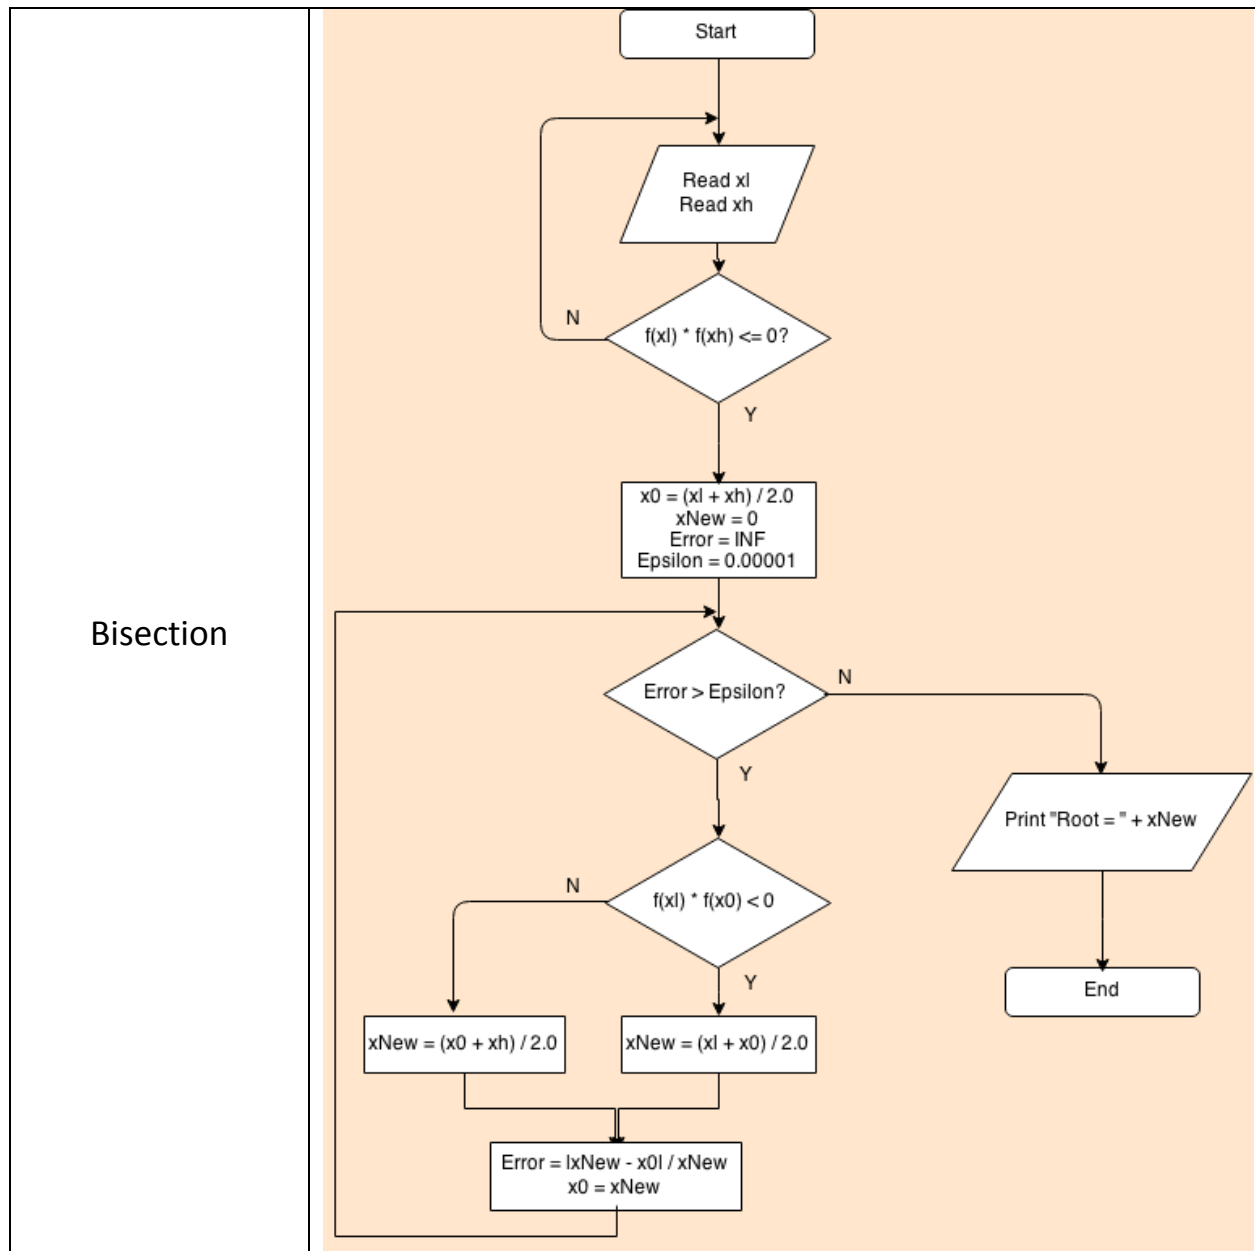 Bisection
Start
Read xl
Read xh
f(xl) * f(xh) <= 0?
N
Y
x0 = (xl + xh) / 2.0
xNew = 0
Error = INF
Epsilon = 0.00001
Error > Epsilon?
N
Y
Print "Root = " + xNew
f(xl) * f(x0) < 0
N
Y
End
xNew = (x0 + xh) / 2.0
xNew = (xl + x0) / 2.0
Error = |xNew - x0| / xNew
x0 = xNew